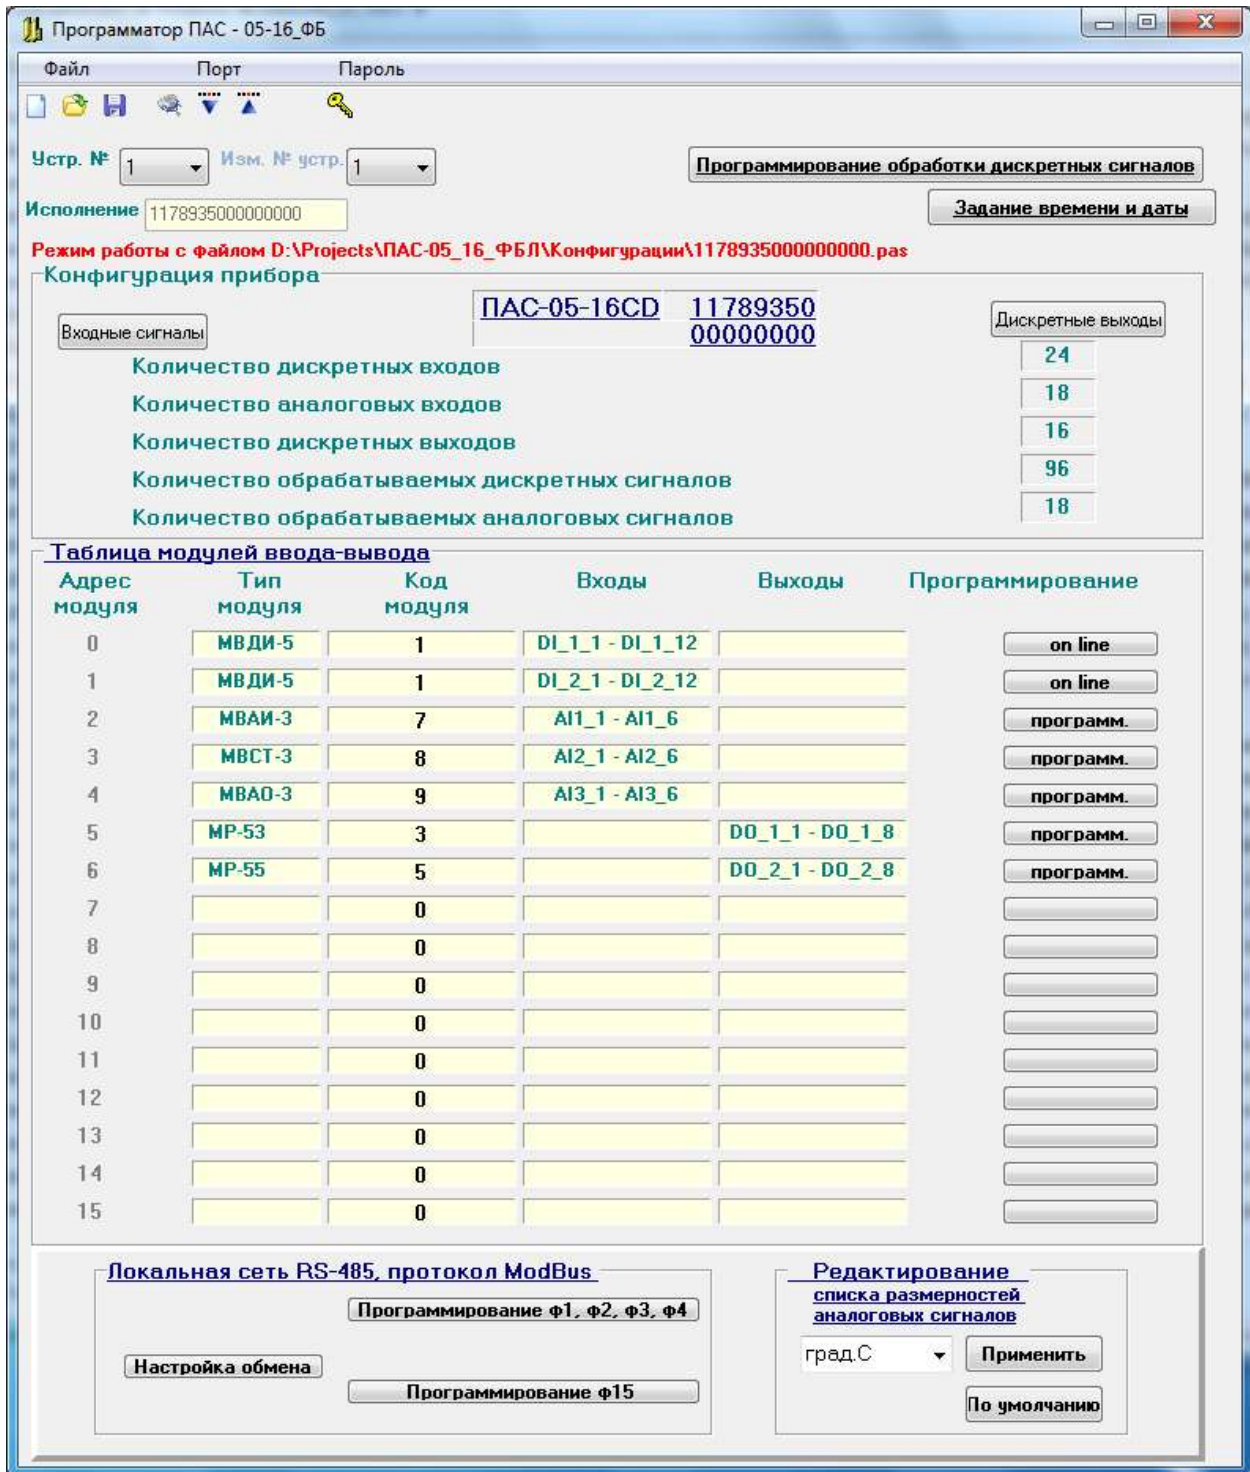 Программатор ПАС - 05-16_ФБ
Файл Порт Пароль
Устр. № 1 Изм. № устр. 1
Программирование обработки дискретных сигналов
Исполнение 1178935000000000
Задание времени и даты
Режим работы с файлом D:\Projects\ПАС-05_16_ФБЛ\Конфигурации\1178935000000000.pas
Конфигурация прибора
ПАС-05-16CD 11789350
00000000
Входные сигналы
Дискретные выходы
Количество дискретных входов 24
Количество аналоговых входов 18
Количество дискретных выходов 16
Количество обрабатываемых дискретных сигналов 96
Количество обрабатываемых аналоговых сигналов 18
Таблица модулей ввода-вывода
Адрес Тип Код Входы Выходы Программирование
модуля модуля модуля
0 МВДИ-5 1 DI_1_1 - DI_1_12 on line
1 МВДИ-5 1 DI_2_1 - DI_2_12 on line
2 МВАИ-3 7 AI1_1 - AI1_6 программ.
3 МВСТ-3 8 AI2_1 - AI2_6 программ.
4 МВАО-3 9 AI3_1 - AI3_6 программ.
5 МР-53 3 DO_1_1 - DO_1_8 программ.
6 МР-55 5 DO_2_1 - DO_2_8 программ.
7 0
8 0
9 0
10 0
11 0
12 0
13 0
14 0
15 0
Локальная сеть RS-485, протокол ModBus
Программирование ф1, ф2, ф3, ф4
Настройка обмена
Программирование ф15
Редактирование
списка размерностей
аналоговых сигналов
град.С Применить
По умолчанию